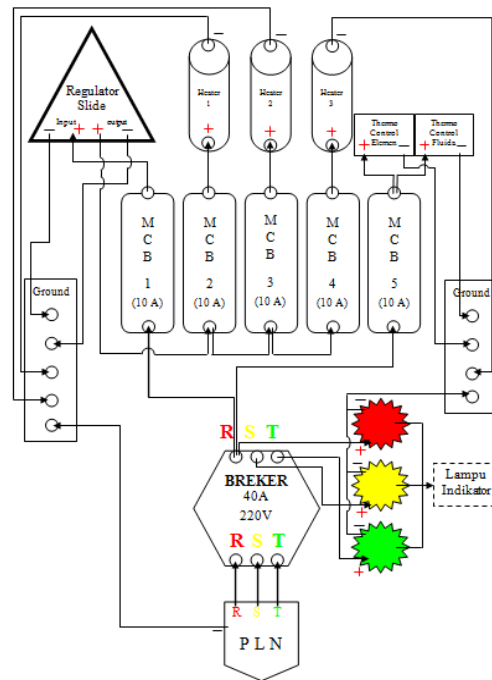 Regulator
Slide
Input + + output
Heater
1
+
Heater
2
+
Heater
3
+
Thermo
Control
Elemen
+
Thermo
Control
Fluida
+
M
C
B
1
(10 A)
M
C
B
2
(10 A)
M
C
B
3
(10 A)
M
C
B
4
(10 A)
M
C
B
5
(10 A)
Ground
Ground
R S T
BREKER
40A
220V
R S T
+
+
+
Lampu
Indikator
R S T
P L N